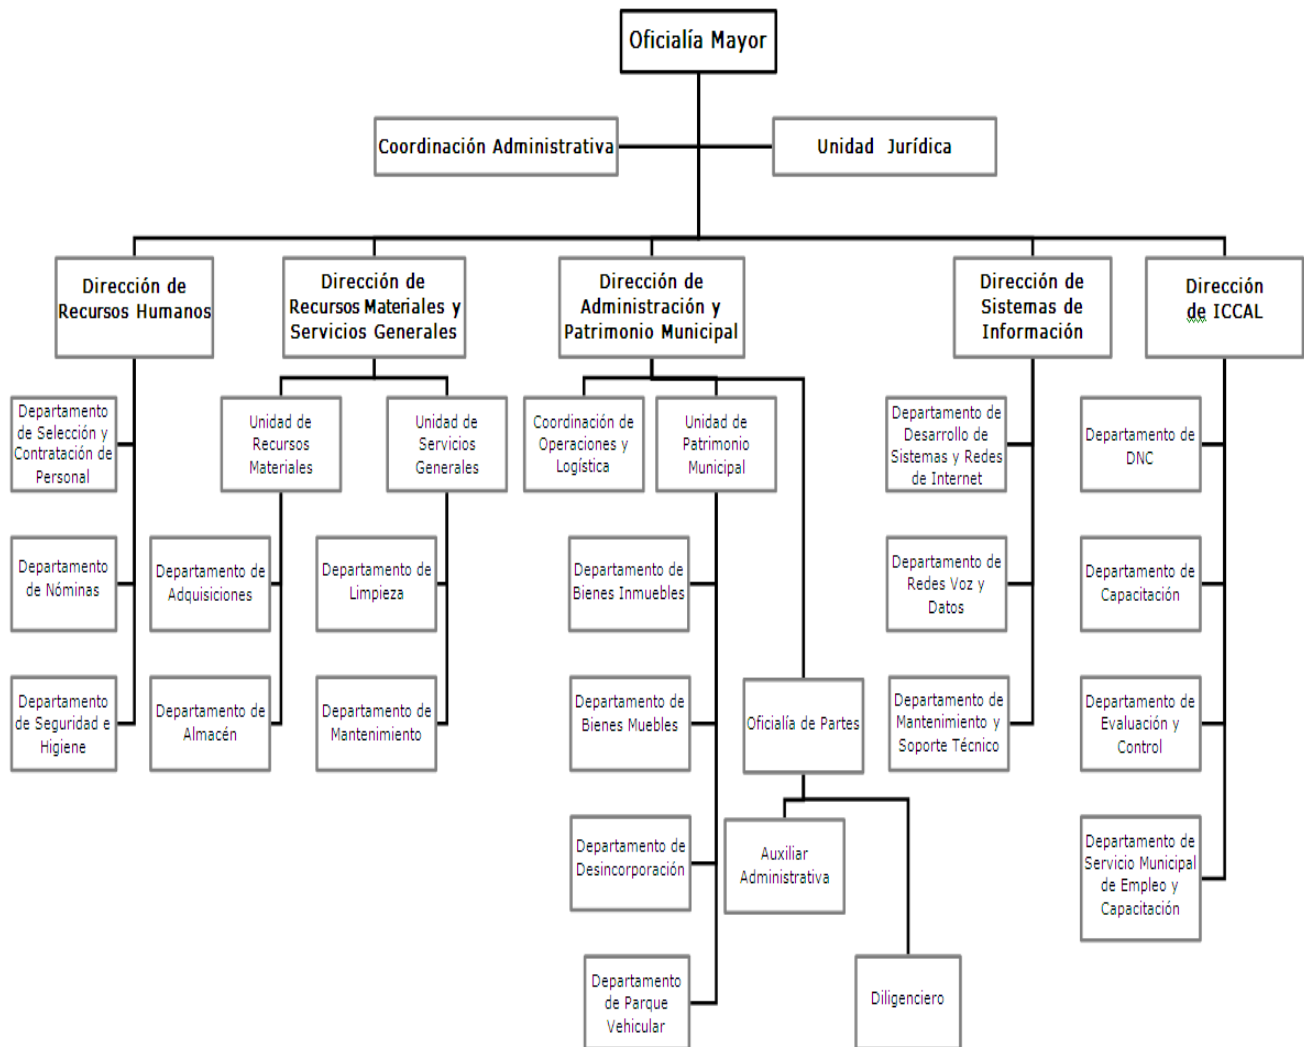 Oficialía Mayor
Coordinación Administrativa
Unidad Jurídica
Dirección de
Recursos Humanos
Dirección de
Recursos Materiales y
Servicios Generales
Dirección de
Administración y
Patrimonio Municipal
Dirección de
Sistemas de
Información
Dirección
de ICCAL
Departamento
de Selección y
Contratación de
Personal
Unidad de
Recursos
Materiales
Unidad de
Servicios
Generales
Coordinación de
Operaciones y
Logística
Unidad de
Patrimonio
Municipal
Departamento de
Desarrollo de
Sistemas y Redes
de Internet
Departamento de
DNC
Departamento
de Nóminas
Departamento de
Adquisiciones
Departamento de
Limpieza
Departamento de
Bienes Inmuebles
Departamento de
Redes Voz y
Datos
Departamento de
Capacitación
Departamento
de Seguridad e
Higiene
Departamento de
Almacén
Departamento de
Mantenimiento
Departamento de
Bienes Muebles
Oficialía de Partes
Departamento de
Mantenimiento y
Soporte Técnico
Departamento de
Evaluación y
Control
Departamento de
Desincorporación
Auxiliar
Administrativa
Departamento de
Servicio Municipal
de Empleo y
Capacitación
Departamento
de Parque
Vehicular
Diligenciero